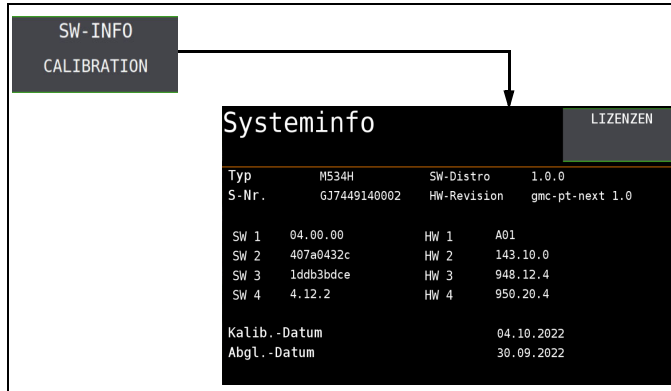 SW-INFO
CALIBRATION
Systeminfo
LIZENZEN
Typ M534H SW-Distro 1.0.0
S-Nr. GJ7449140002 HW-Revision gmc-pt-next 1.0
SW 1 04.00.00 HW 1 A01
SW 2 407a0432c HW 2 143.10.0
SW 3 1ddb3bdce HW 3 948.12.4
SW 4 4.12.2 HW 4 950.20.4
Kalib.-Datum 04.10.2022
Abgl.-Datum 30.09.2022